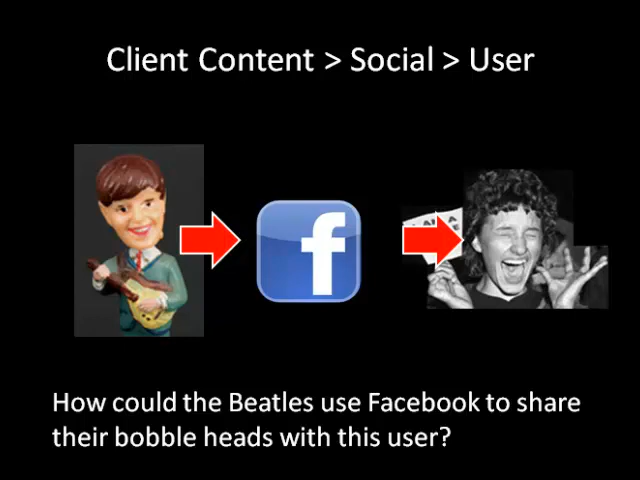 Client Content > Social > User
f
How could the Beatles use Facebook to share
their bobble heads with this user?